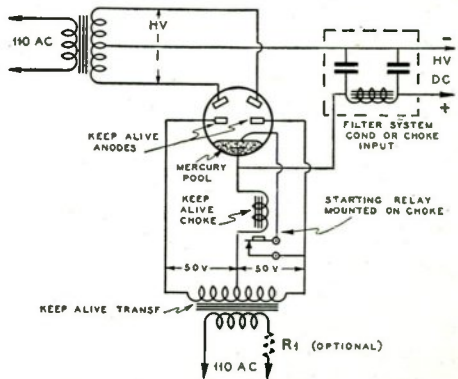 110 AC
HV
-
HV
DC
+
FILTER SYSTEM
COND OR CHOKE
INPUT
KEEP ALIVE
ANODES
MERCURY
POOL
KEEP
ALIVE
CHOKE
STARTING RELAY
MOUNTED ON CHOKE
50 V
50 V
KEEP ALIVE TRANSF
R1 (OPTIONAL)
110 AC